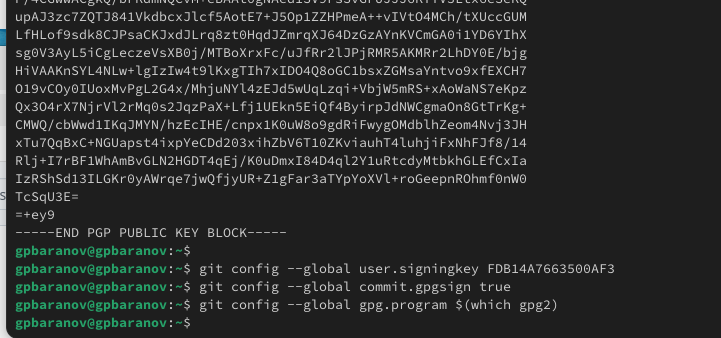 upAJ3zc7ZQTJ841VkdbcxJlcf5AotE7+J5Op1ZZHPmeA++vIVtO4MCh/tXUccGUM
LfHLof9sdk8CJPsaCKJxdJLrq8zt0HqdJZmrqXJ64DzGzAYnKVCmGA0i1YD6YIhX
sg0V3AyL5iCgLeczeVsXB0j/MTBoXrxFc/uJfRr2lJPjRMR5AKMRr2LhDY0E/bjg
HiVAAKnSYL4NLw+lgIzIw4t9lKxgTIh7xIDO4Q8oGC1bsxZGMsaYntvo9xfEXCH7
O19vCOy0IUoxMvPgL2G4x/MhjuNYl4zEJd5wUqLzqi+VbjW5mRS+xAoWaNS7eKpz
Qx3O4rX7NjrVl2rMq0s2JqzPaX+Lfj1UEkn5EiQf4ByirpJdNWCgmaOn8GtTrKg+
CMWQ/cbWwd1IKqJMYN/hzEcIHE/cnpx1K0uW8o9gdRiFwygOMdblhZeom4Nvj3JH
xTu7QqBxC+NGUapst4ixpYeCDd203xihZbV6T10ZKviauhT4luhjiFxNhFJf8/14
Rlj+I7rBF1WhAmBvGLN2HGDT4qEj/K0uDmxI84D4ql2Y1uRtcdyMtbkhGLEfCxIa
IzRShSd13ILGKr0yAWrqe7jwQfjyUR+Z1gFar3aTYpYoXVl+roGeepnROhmf0nW0
TcSqU3E=
=+ey9
-----END PGP PUBLIC KEY BLOCK-----
gpbaranov@gpbaranov:~$
gpbaranov@gpbaranov:~$ git config --global user.signingkey FDB14A7663500AF3
gpbaranov@gpbaranov:~$ git config --global commit.gpgsign true
gpbaranov@gpbaranov:~$ git config --global gpg.program $(which gpg2)
gpbaranov@gpbaranov:~$